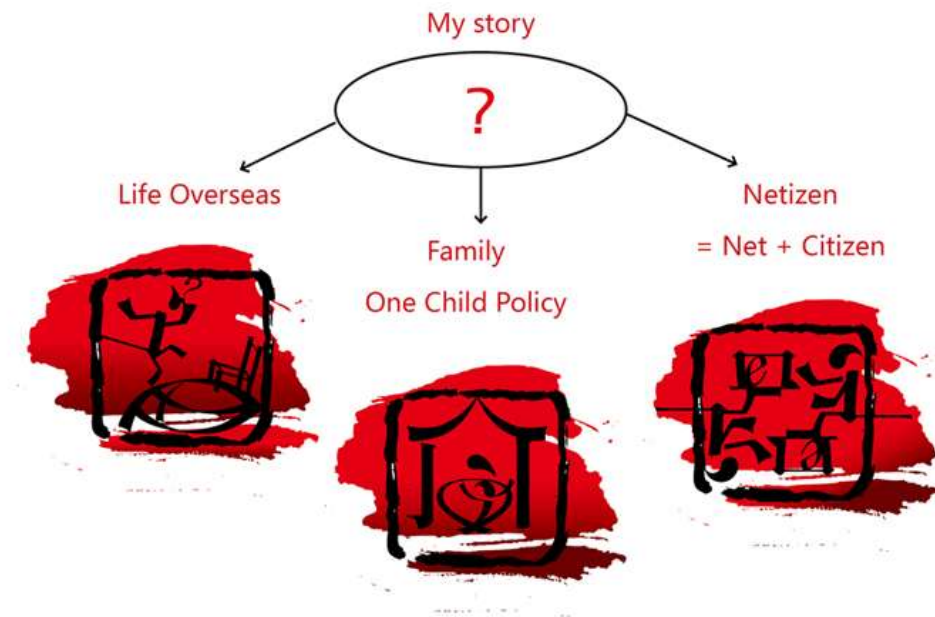 My story
?
Life Overseas
Family
One Child Policy
Netizen
= Net + Citizen